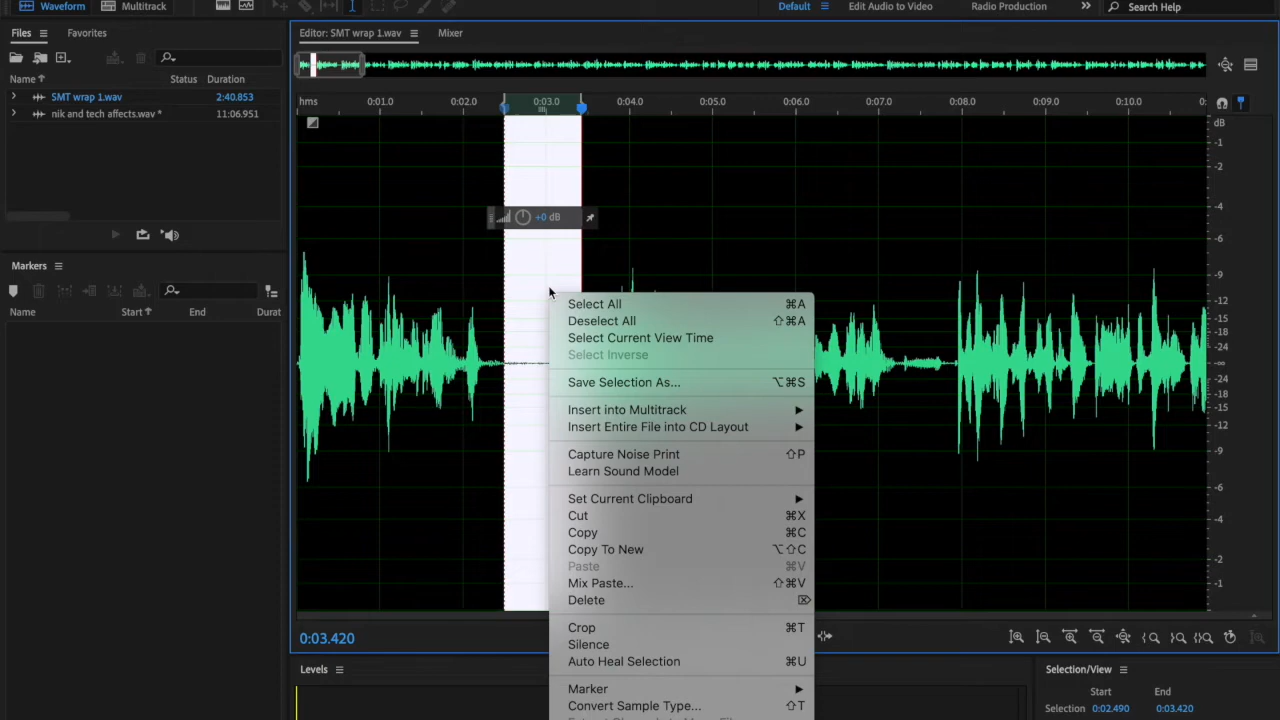 Waveform Multitrack Default Edit Audio to Video Radio Production » Search Help
Files Favorites
Name Status Duration
SMT wrap 1.wav 2:40.853
nik and tech affects.wav * 11:06.951
Markers
Name Start End Durat
Editor: SMT wrap 1.wav Mixer
hms 0:01.0 0:02.0 0:03.0 0:04.0 0:05.0 0:06.0 0:07.0 0:08.0 0:09.0 0:10.0 0:
dB
-1
-2
-4
-6
-9
-12
-15
-18
-24
-∞
-24
-18
-15
-12
-9
-6
-4
-2
-1
+0 dB
Select All ⌘A
Deselect All ⇧⌘A
Select Current View Time
Select Inverse
Save Selection As... ⌥⌘S
Insert into Multitrack
Insert Entire File into CD Layout
Capture Noise Print ⇧P
Learn Sound Model
Set Current Clipboard
Cut ⌘X
Copy ⌘C
Copy To New ⌥⇧C
Paste ⌘V
Mix Paste... ⇧⌘V
Delete ⌦
Crop ⌘T
Silence
Auto Heal Selection ⌘U
Marker
Convert Sample Type... ⇧T
0:03.420
Levels
Selection/View
Start End
Selection 0:02.490 0:03.420